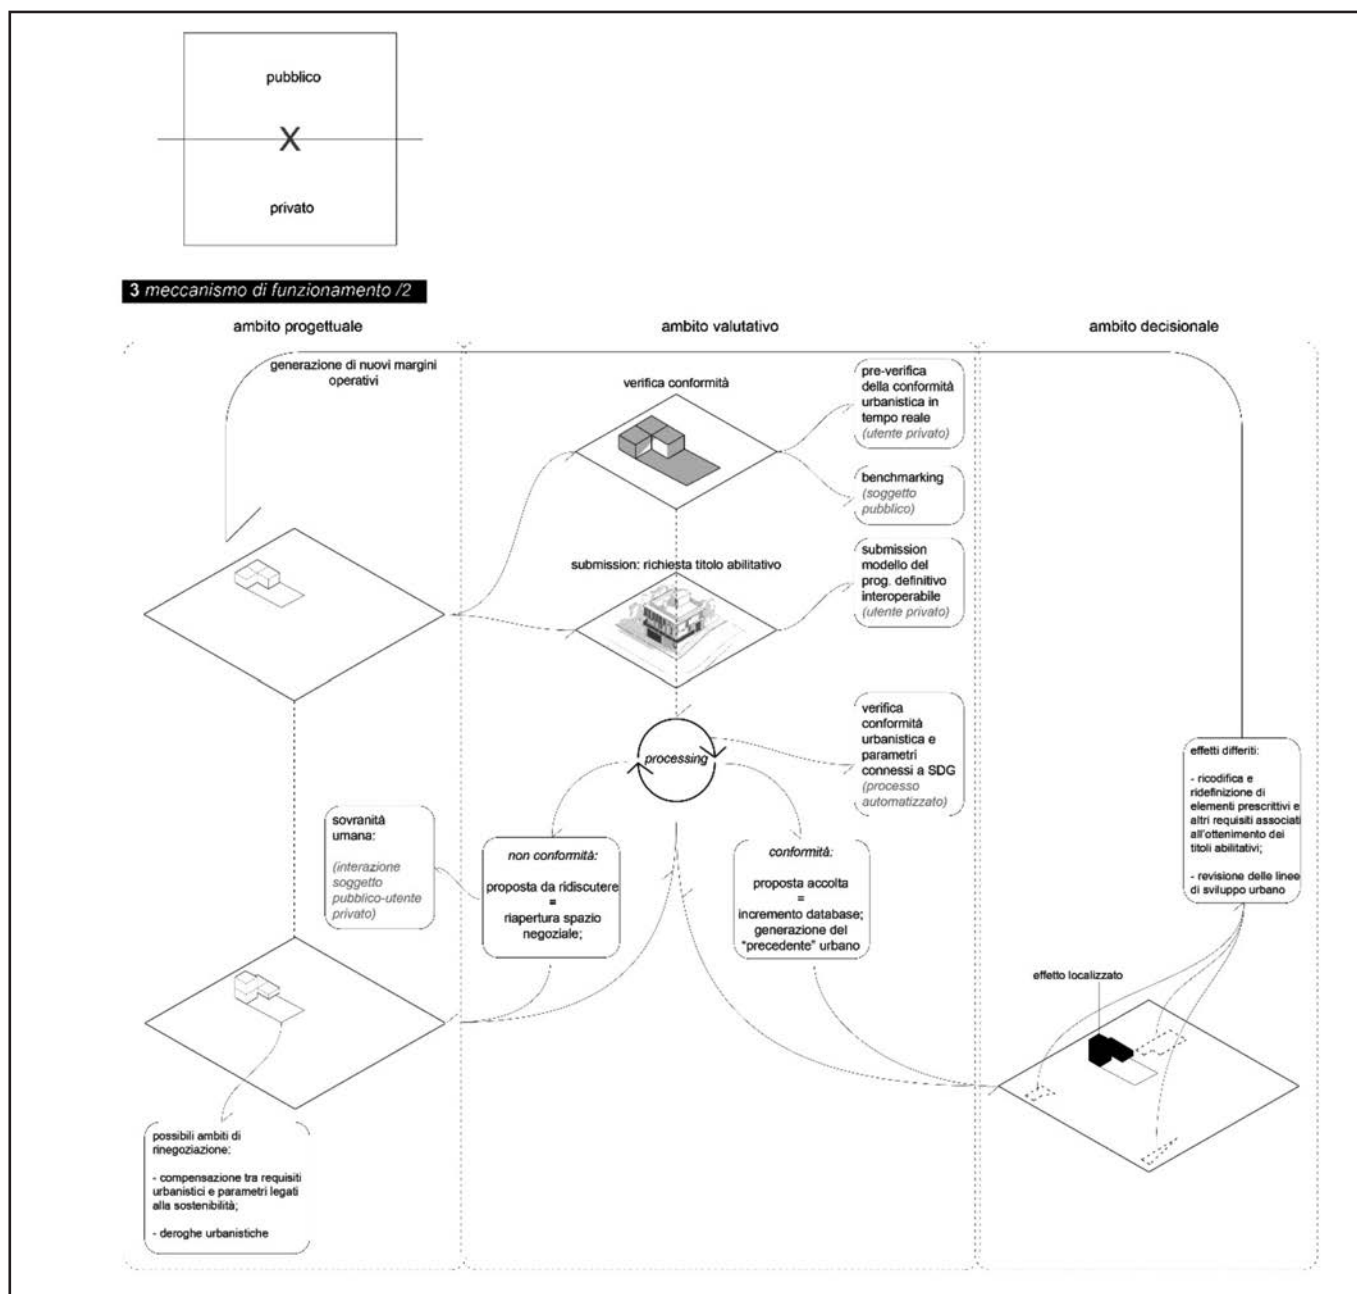 pubblico
X
privato
3 meccanismo di funzionamento /2
ambito progettuale
ambito valutativo
ambito decisionale
generazione di nuovi margini
operativi
verifica conformità
pre-verifica
della conformità
urbanistica in
tempo reale
(utente privato)
benchmarking
(soggetto
pubblico)
submission: richiesta titolo abilitativo
submission
modello del
prog. definitivo
interoperabile
(utente privato)
processing
verifica
conformità
urbanistica e
parametri
connessi a SDG
(processo
automatizzato)
effetti differiti:
- ricodifica e
ridefinizione di
elementi prescrittivi e
altri requisiti associati
all'ottenimento dei
titoli abilitativi;
- revisione delle linee
di sviluppo urbano
sovranità
umana:
(interazione
soggetto
pubblico-utente
privato)
non conformità:
proposta da ridiscutere
=
riapertura spazio
negoziale;
conformità:
proposta accolta
=
incremento database;
generazione del
"precedente" urbano
effetto localizzato
possibili ambiti di
rinegoziazione:
- compensazione tra requisiti
urbanistici e parametri legati
alla sostenibilità;
- deroghe urbanistiche